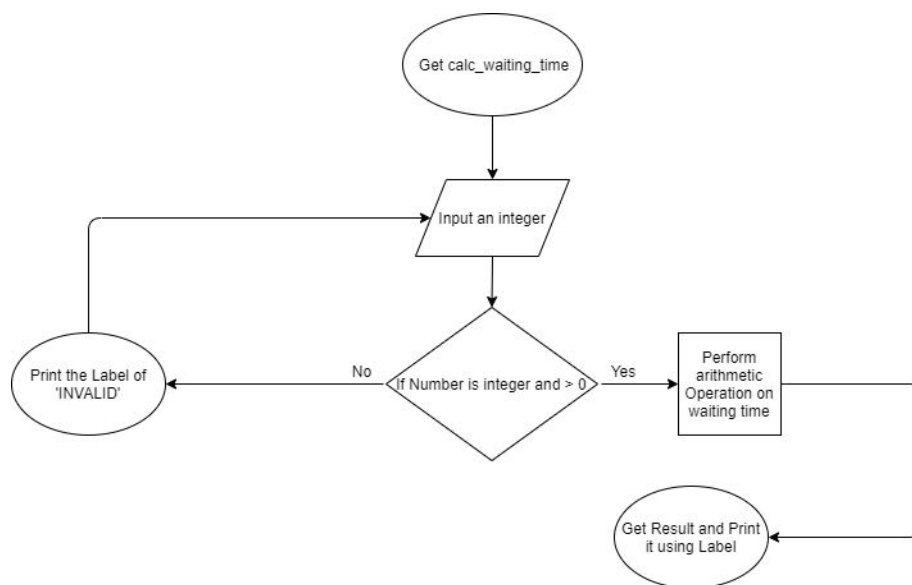 Get calc_waiting_time
Input an integer
If Number is integer and > 0
No
Yes
Print the Label of
'INVALID'
Perform
arithmetic
Operation on
waiting time
Get Result and Print
it using Label